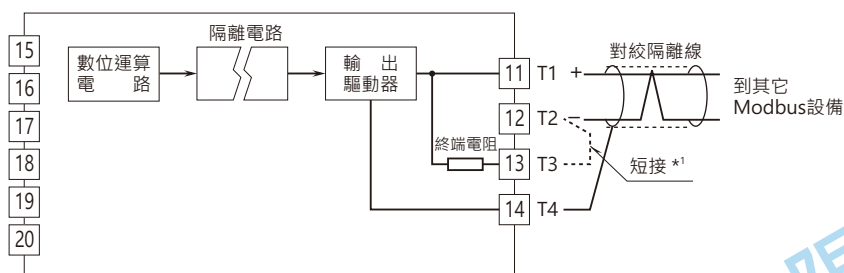 隔離電路
數位運算
電 路
輸 出
驅動器
終端電阻
15
16
17
18
19
20
11 T1 +
12 T2 −
13 T3
14 T4
對絞隔離線
到其它
Modbus設備
短接 *1